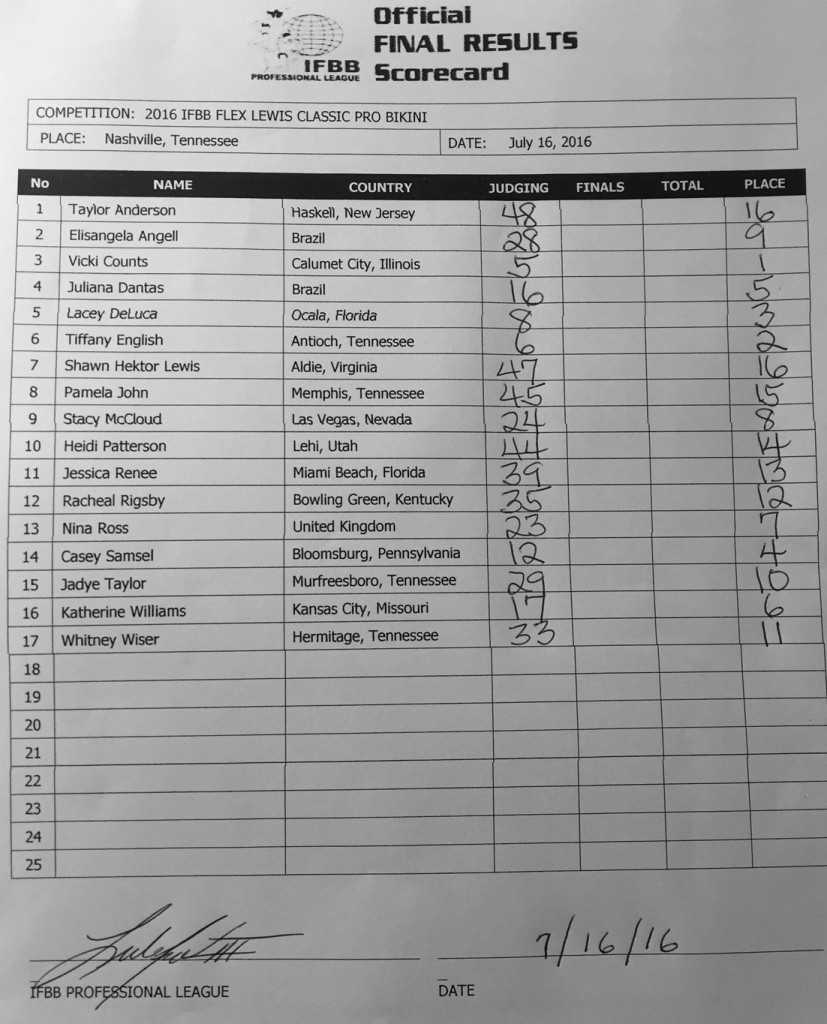 Official
FINAL RESULTS
Scorecard
IFBB
PROFESSIONAL LEAGUE
COMPETITION: 2016 IFBB FLEX LEWIS CLASSIC PRO BIKINI
PLACE: Nashville, Tennessee DATE: July 16, 2016
No NAME COUNTRY JUDGING FINALS TOTAL PLACE
1 Taylor Anderson Haskell, New Jersey 48 16
2 Elisangela Angell Brazil 28 9
3 Vicki Counts Calumet City, Illinois 5 1
4 Juliana Dantas Brazil 16 5
5 Lacey DeLuca Ocala, Florida 8 3
6 Tiffany English Antioch, Tennessee 6 2
7 Shawn Hektor Lewis Aldie, Virginia 47 16
8 Pamela John Memphis, Tennessee 45 15
9 Stacy McCloud Las Vegas, Nevada 24 8
10 Heidi Patterson Lehi, Utah 44 14
11 Jessica Renee Miami Beach, Florida 39 13
12 Racheal Rigsby Bowling Green, Kentucky 35 12
13 Nina Ross United Kingdom 23 7
14 Casey Samsel Bloomsburg, Pennsylvania 12 4
15 Jadye Taylor Murfreesboro, Tennessee 29 10
16 Katherine Williams Kansas City, Missouri 17 6
17 Whitney Wiser Hermitage, Tennessee 33 11
18
19
20
21
22
23
24
25
7/16/16
IFBB PROFESSIONAL LEAGUE DATE